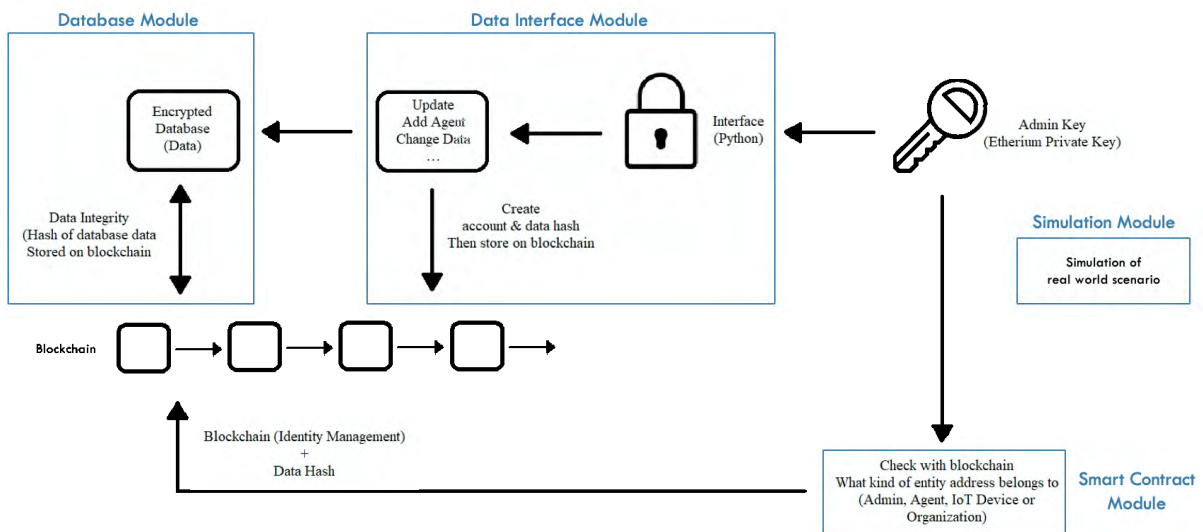 Database Module
Data Interface Module
Encrypted
Database
(Data)
Update
Add Agent
Change Data
...
Interface
(Python)
Admin Key
(Etherium Private Key)
Data Integrity
(Hash of database data
Stored on blockchain
Create
account & data hash
Then store on blockchain
Simulation Module
Simulation of
real world scenario
Blockchain
Blockchain (Identity Management)
+
Data Hash
Check with blockchain
What kind of entity address belongs to
(Admin, Agent, IoT Device or
Organization)
Smart Contract
Module